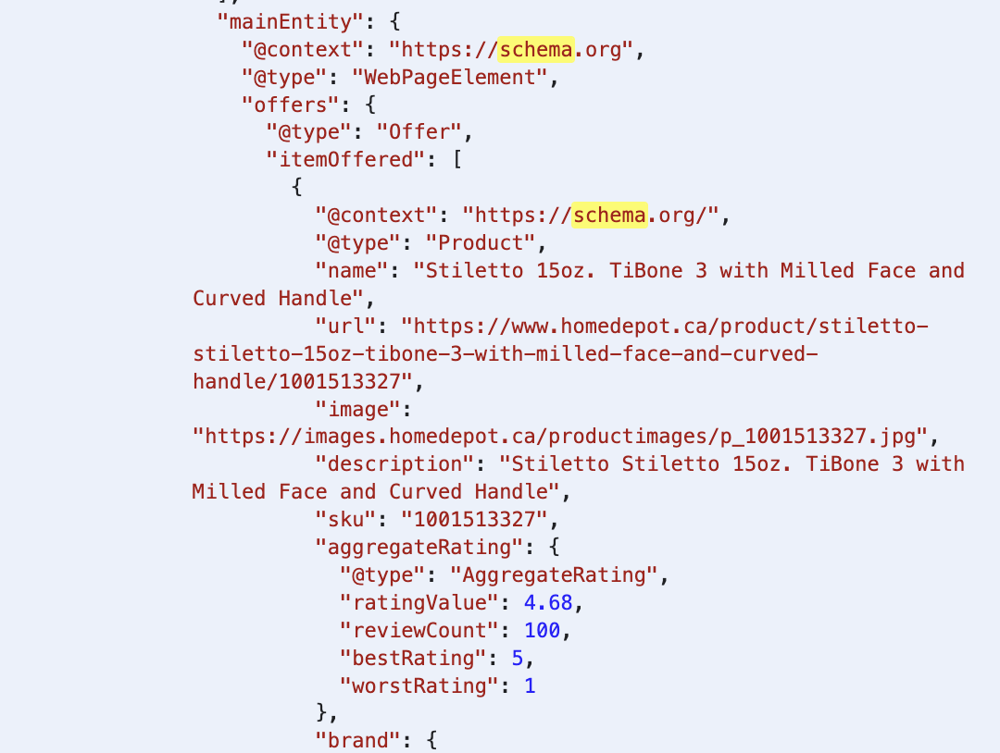 "mainEntity": {
"@context": "https://schema.org",
"@type": "WebPageElement",
"offers": {
"@type": "Offer",
"itemOffered": [
{
"@context": "https://schema.org/",
"@type": "Product",
"name": "Stiletto 15oz. TiBone 3 with Milled Face and
Curved Handle",
"url": "https://www.homedepot.ca/product/stiletto-
stiletto-15oz-tibone-3-with-milled-face-and-curved-
handle/1001513327",
"image":
"https://images.homedepot.ca/productimages/p_1001513327.jpg",
"description": "Stiletto Stiletto 15oz. TiBone 3 with
Milled Face and Curved Handle",
"sku": "1001513327",
"aggregateRating": {
"@type": "AggregateRating",
"ratingValue": 4.68,
"reviewCount": 100,
"bestRating": 5,
"worstRating": 1
},
"brand": {